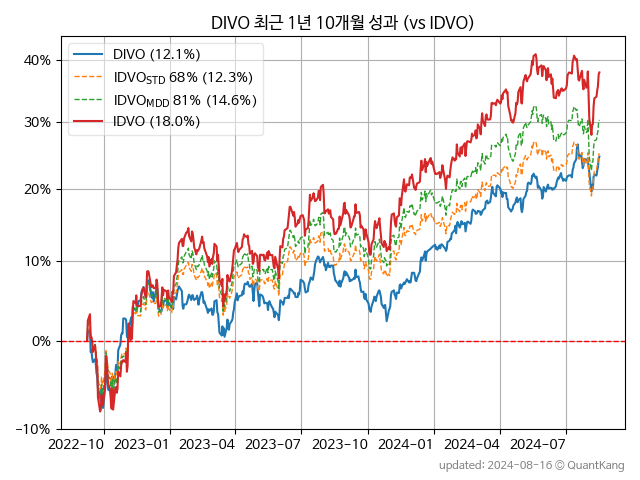 DIVO 최근 1년 10개월 성과 (vs IDVO)
DIVO (12.1%)
IDVO_STD 68% (12.3%)
IDVO_MDD 81% (14.6%)
IDVO (18.0%)
40%
30%
20%
10%
0%
−10%
2022−10 2023−01 2023−04 2023−07 2023−10 2024−01 2024−04 2024−07
updated: 2024-08-16 © QuantKang